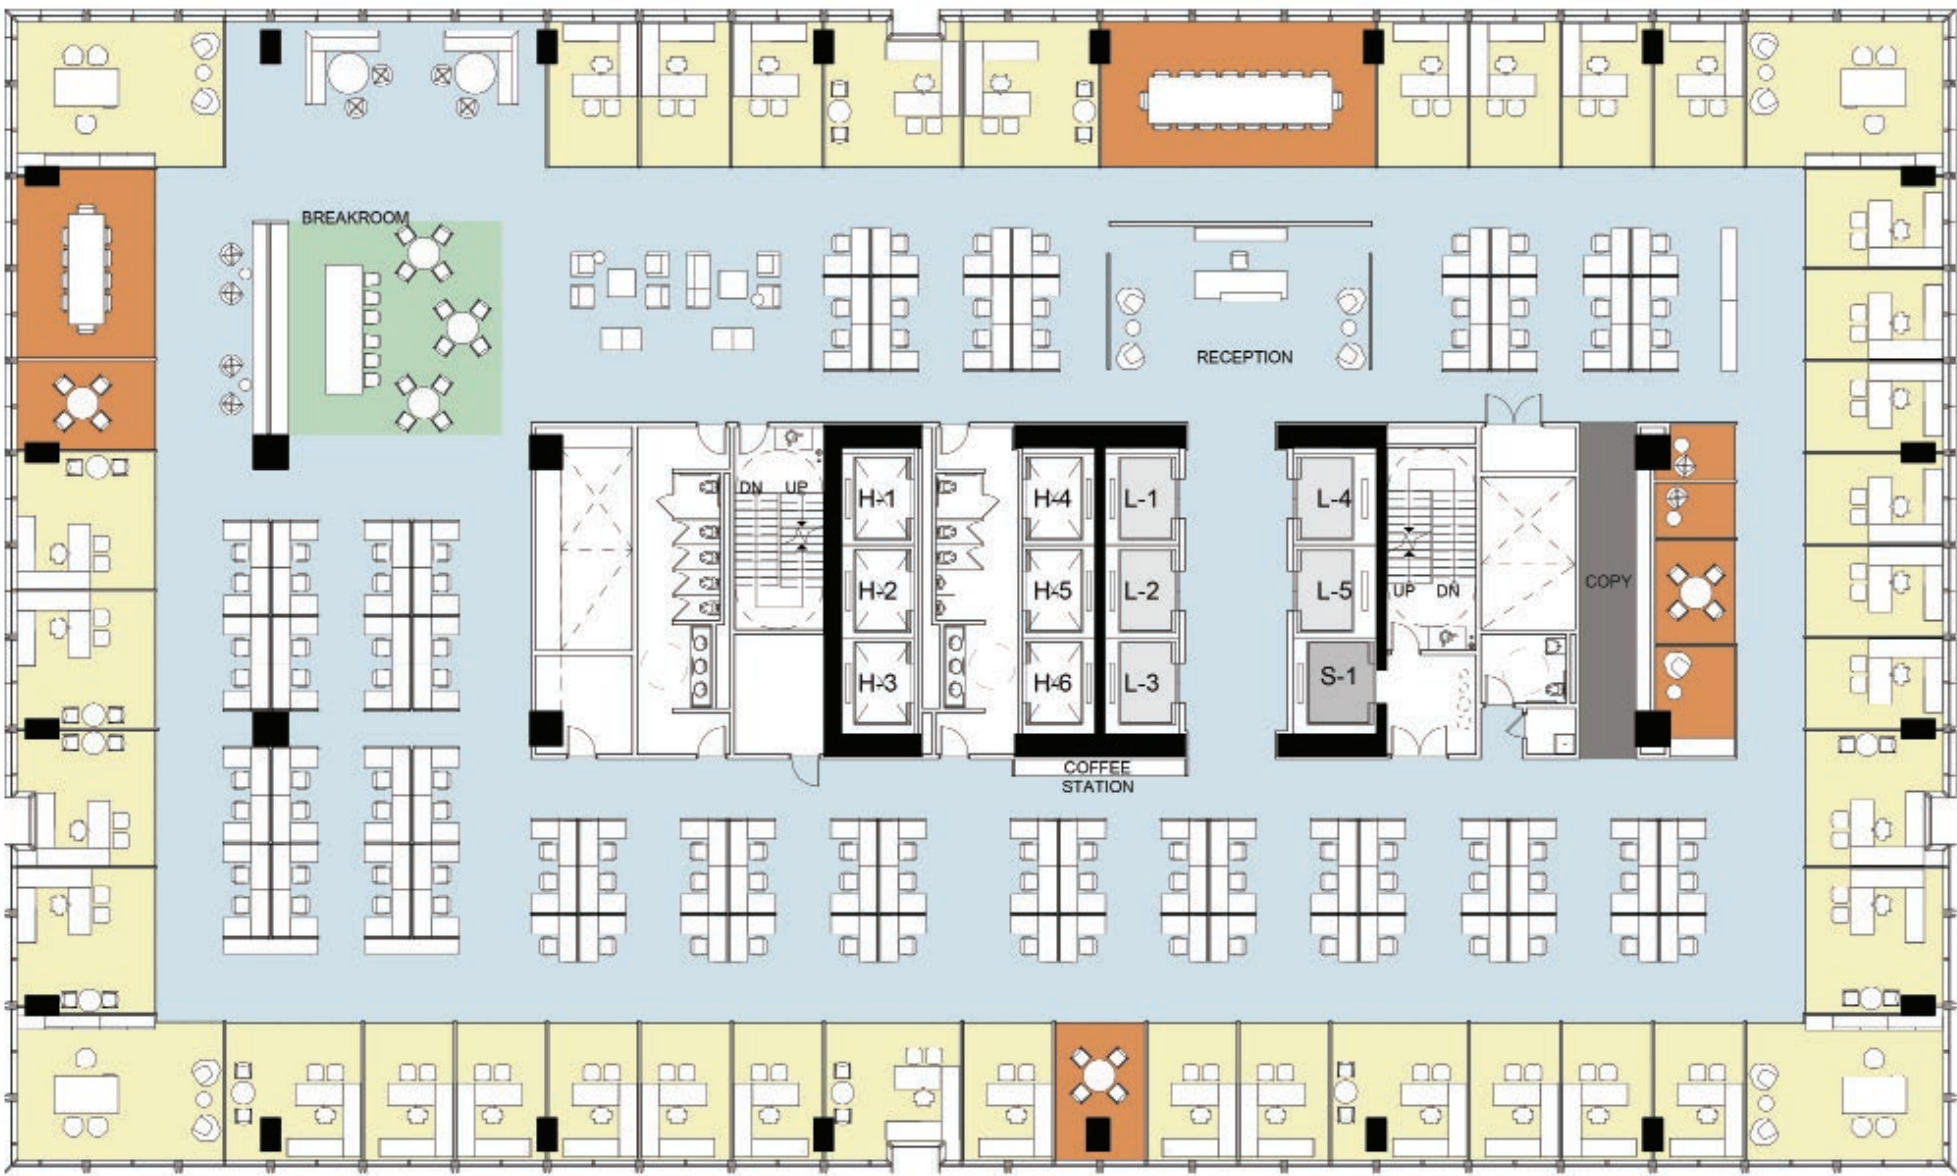 BREAKROOM
RECEPTION
DN UP
H-1
H-4
L-1
L-4
H-2
H-5
L-2
L-5
UP DN
COPY
H-3
H-6
L-3
S-1
COFFEE
STATION